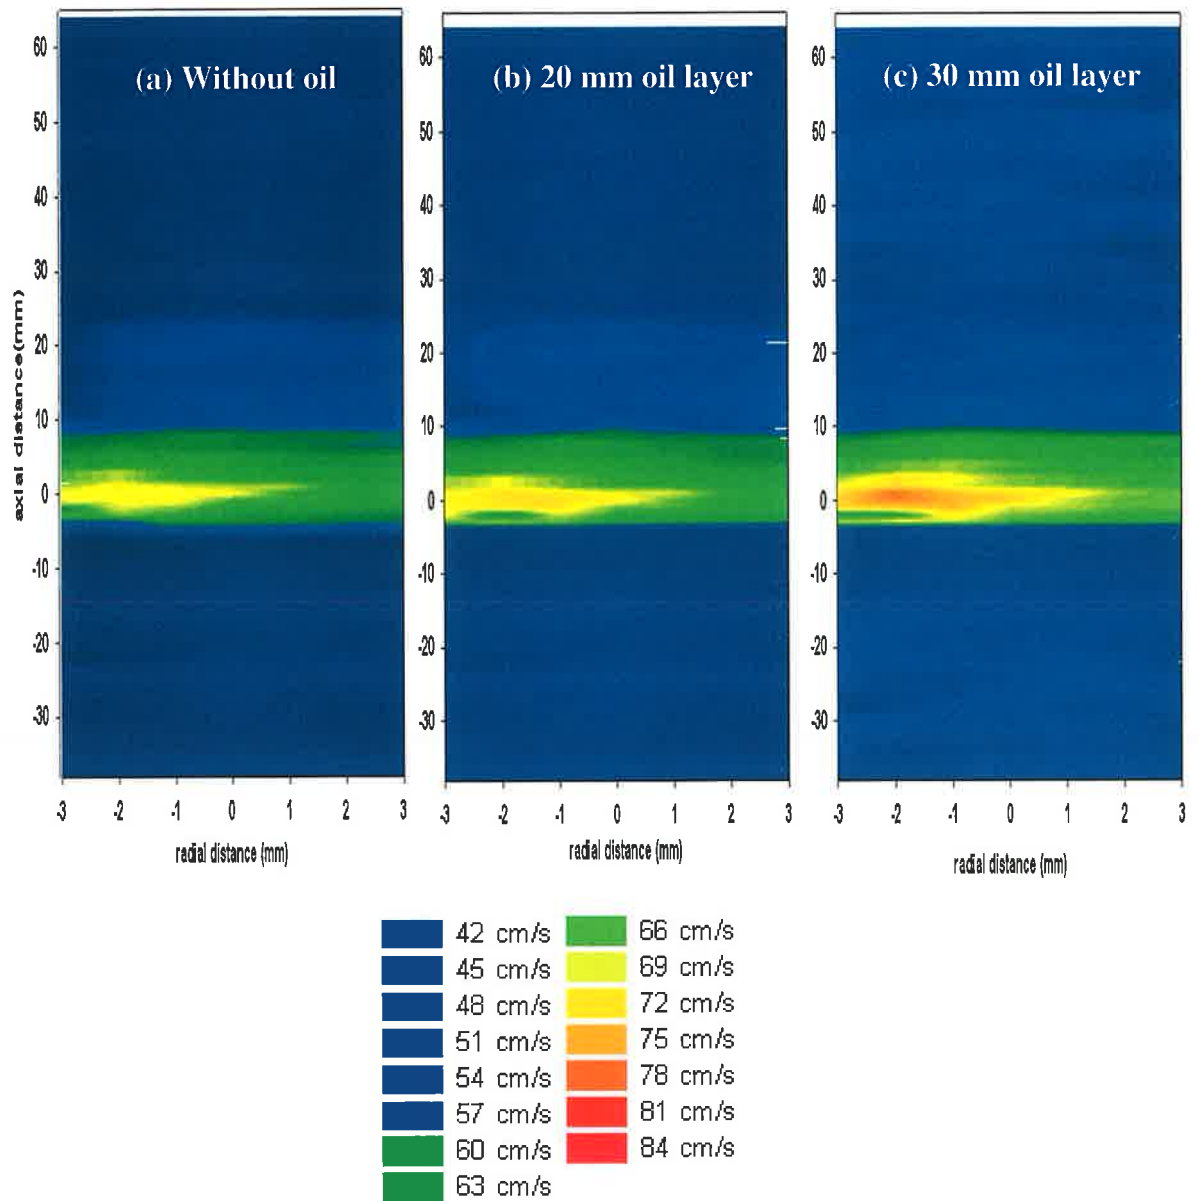 (a) Without oil
(b) 20 mm oil layer
(c) 30 mm oil layer
axial distance(mm)
60
50
40
30
20
10
0
-10
-20
-30
60
50
40
30
20
10
0
-10
-20
-30
60
50
40
30
20
10
0
-10
-20
-30
-3 -2 -1 0 1 2 3
-3 -2 -1 0 1 2 3
-3 -2 -1 0 1 2 3
radial distance (mm)
radial distance (mm)
radial distance (mm)
42 cm/s
45 cm/s
48 cm/s
51 cm/s
54 cm/s
57 cm/s
60 cm/s
63 cm/s
66 cm/s
69 cm/s
72 cm/s
75 cm/s
78 cm/s
81 cm/s
84 cm/s